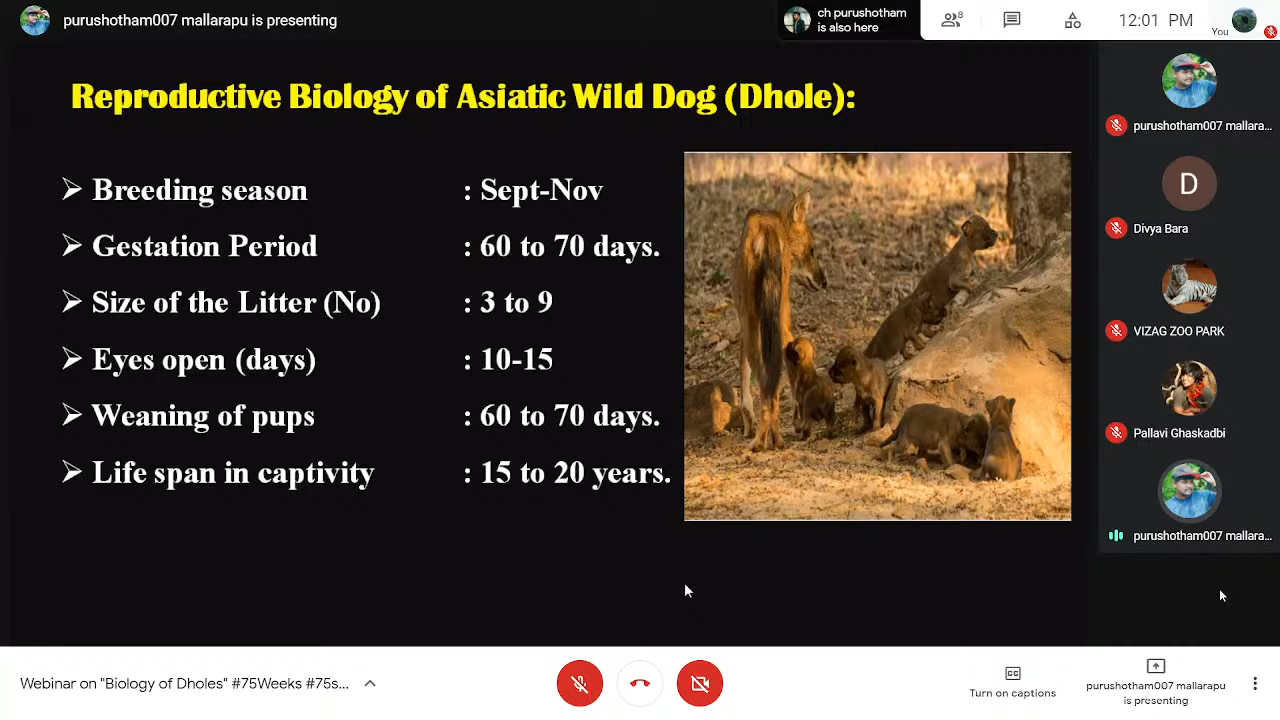 purushotham007 mallarapu is presenting
ch purushotham
is also here
8
12:01 PM
You
Reproductive Biology of Asiatic Wild Dog (Dhole):
➢ Breeding season : Sept-Nov
➢ Gestation Period : 60 to 70 days.
➢ Size of the Litter (No) : 3 to 9
➢ Eyes open (days) : 10-15
➢ Weaning of pups : 60 to 70 days.
➢ Life span in captivity : 15 to 20 years.
purushotham007 mallara...
D
Divya Bara
VIZAG ZOO PARK
Pallavi Ghaskadbi
purushotham007 mallara...
Webinar on "Biology of Dholes" #75Weeks #75s...
CC
Turn on captions
purushotham007 mallarapu
is presenting